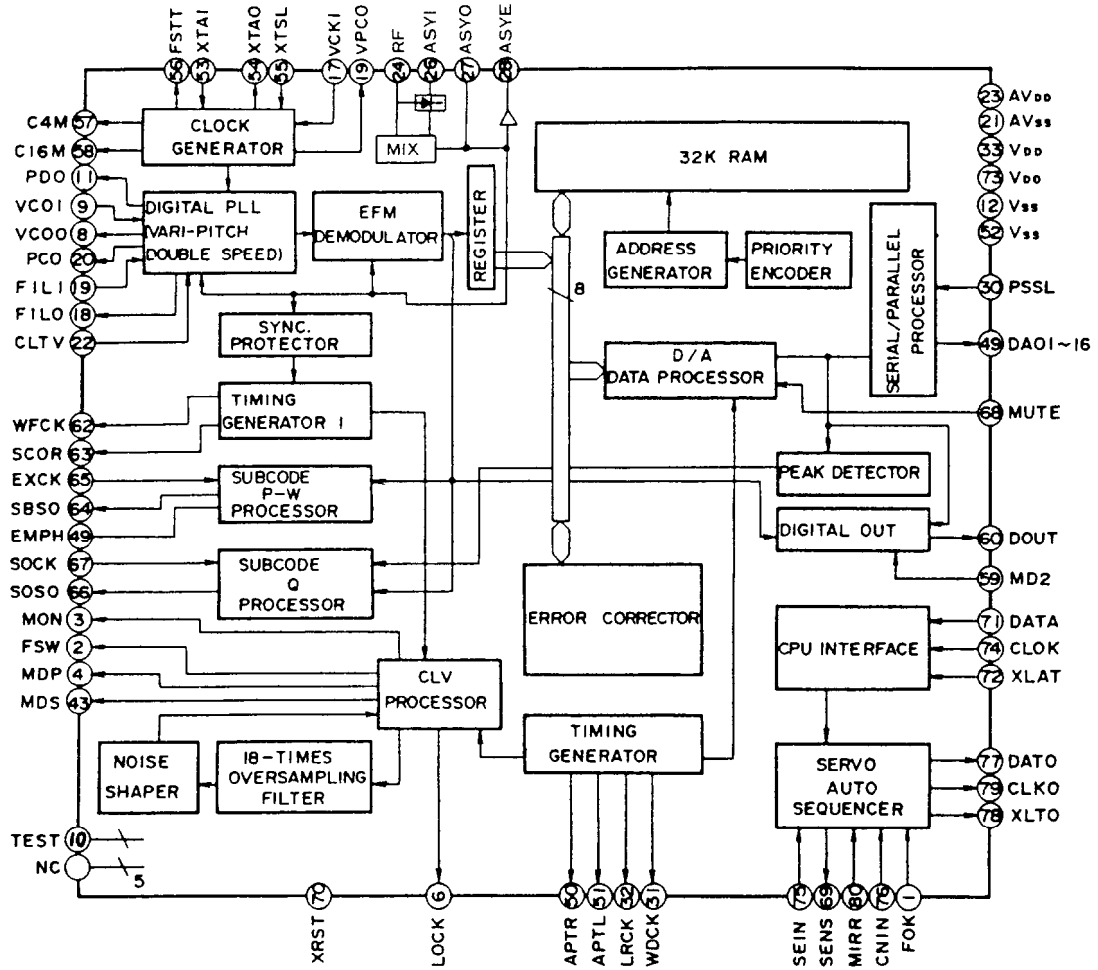 FSTT
XTAI
XTAO
XTSL
VCKI
VPCO
RF
ASYI
ASYO
ASYE
56
53
54
55
17
19
24
26
27
28
C4M 57
C16M 58
PDO 11
VCOI 9
VCOO 8
PCO 20
FILI 19
FILO 18
CLTV 22
WFCK 62
SCOR 63
EXCK 65
SBSO 64
EMPH 49
SOCK 67
SOSO 66
MON 3
FSW 2
MDP 4
MDS 43
TEST 10
NC
5
CLOCK
GENERATOR
MIX
DIGITAL PLL
(VARI-PITCH
DOUBLE SPEED)
EFM
DEMODULATOR
REGISTER
32K RAM
ADDRESS
GENERATOR
PRIORITY
ENCODER
SERIAL/PARALLEL
PROCESSOR
8
SYNC.
PROTECTOR
D/A
DATA PROCESSOR
TIMING
GENERATOR 1
PEAK DETECTOR
SUBCODE
P-W
PROCESSOR
DIGITAL OUT
SUBCODE
Q
PROCESSOR
ERROR CORRECTOR
CPU INTERFACE
CLV
PROCESSOR
TIMING
GENERATOR
NOISE
SHAPER
18-TIMES
OVERSAMPLING
FILTER
SERVO
AUTO
SEQUENCER
23 AVDD
21 AVSS
33 VDD
73 VDD
12 VSS
52 VSS
30 PSSL
49 DA01~16
68 MUTE
60 DOUT
59 MD2
71 DATA
74 CLOK
72 XLAT
77 DATO
79 CLKO
78 XLTO
70
6
50
51
32
31
75
69
80
76
1
XRST
LOCK
APTR
APTL
LRCK
WDCK
SEIN
SENS
MIRR
CNIN
FOK